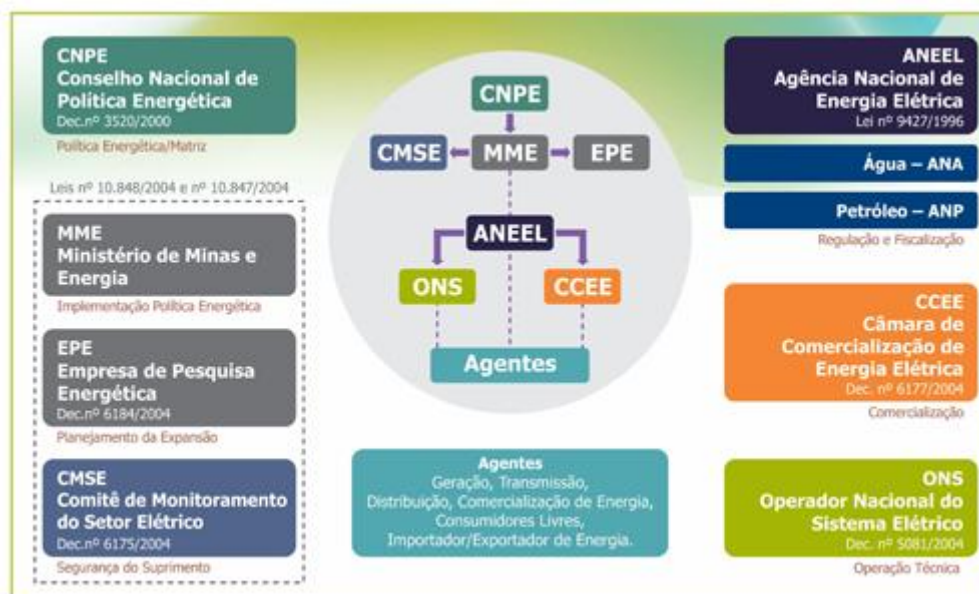 CNPE
Conselho Nacional de
Política Energética
Dec.nº 3520/2000
Política Energética/Matriz
Leis nº 10.848/2004 e nº 10.847/2004
MME
Ministério de Minas e
Energia
Implementação Política Energética
EPE
Empresa de Pesquisa
Energética
Dec.nº 6184/2004
Planejamento da Expansão
CMSE
Comitê de Monitoramento
do Setor Elétrico
Dec.nº 6175/2004
Segurança do Suprimento
CNPE
CMSE
MME
EPE
ANEEL
ONS
CCEE
Agentes
Agentes
Geração, Transmissão,
Distribuição, Comercialização de Energia,
Consumidores Livres,
Importador/Exportador de Energia.
ANEEL
Agência Nacional de
Energia Elétrica
Lei nº 9427/1996
Água – ANA
Petróleo – ANP
Regulação e Fiscalização
CCEE
Câmara de
Comercialização de
Energia Elétrica
Dec. nº 6177/2004
Comercialização
ONS
Operador Nacional do
Sistema Elétrico
Dec. nº 5081/2004
Operação Técnica